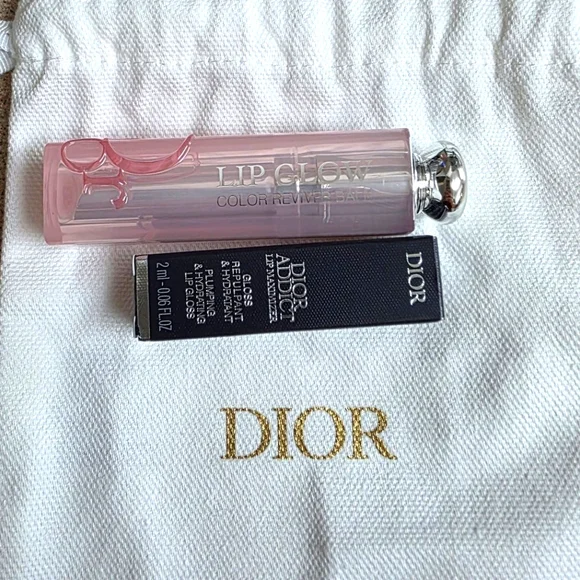 LIP GLOW
COLOR REVIVER BALM
DIOR
ADDICT
LIP MAXIMIZER
GLOSS
REPULPANT
& HYDRATANT
PLUMPING
& HYDRATING
LIP GLOSS
2 ml - 0.06 FL.OZ
DIOR
DIOR